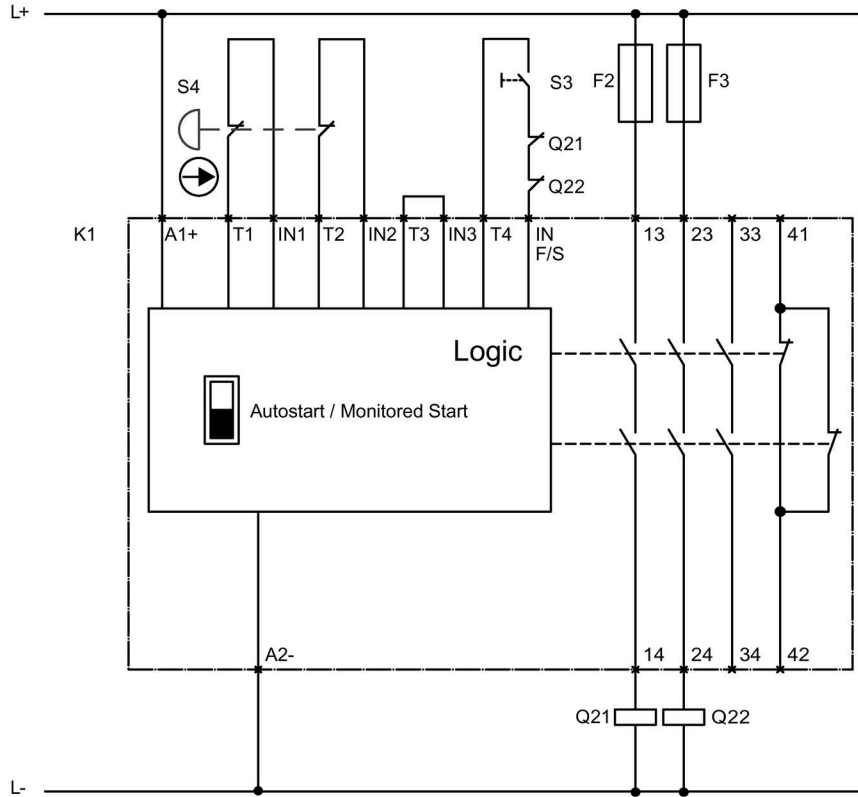 L+
S4
S3
F2
F3
Q21
Q22
K1
A1+
T1
IN1
T2
IN2
T3
IN3
T4
IN
F/S
13
23
33
41
Logic
Autostart / Monitored Start
A2-
14
24
34
42
Q21
Q22
L-